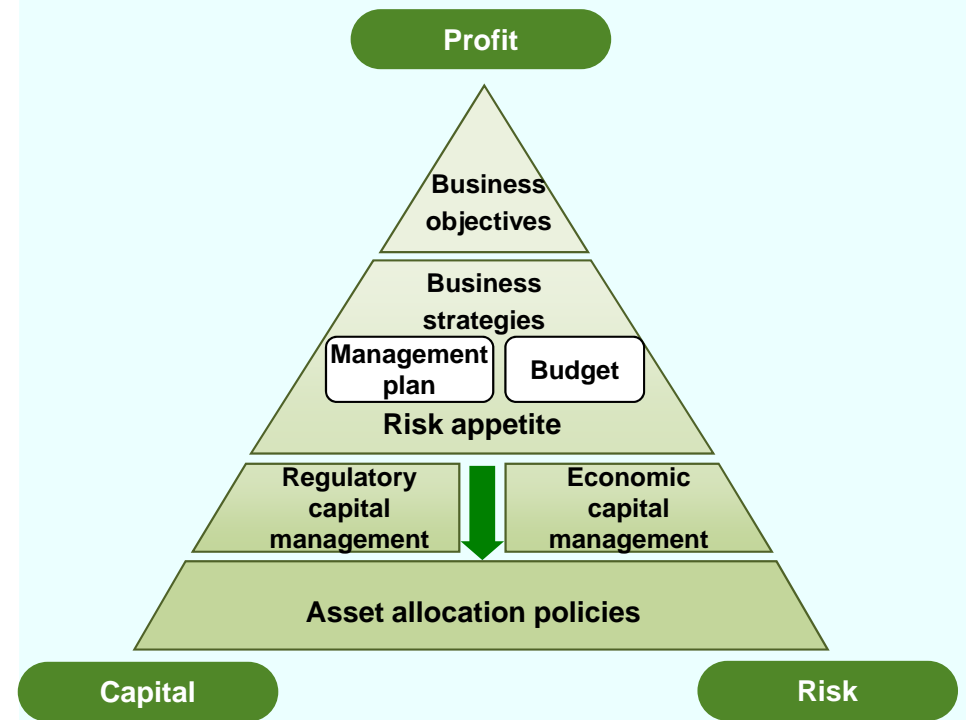 Profit
Business
objectives
Business
strategies
Management
plan
Budget
Risk appetite
Regulatory
capital
management
Economic
capital
management
Asset allocation policies
Capital
Risk